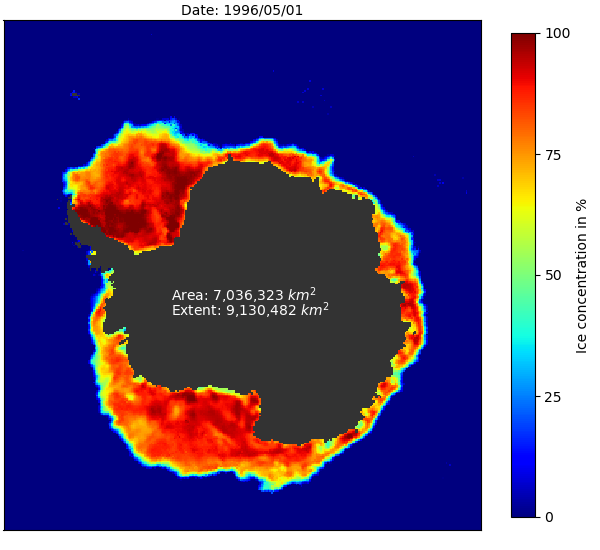 Date: 1996/05/01
100
75
50
25
0
Ice concentration in %
Area: 7,036,323 km²
Extent: 9,130,482 km²